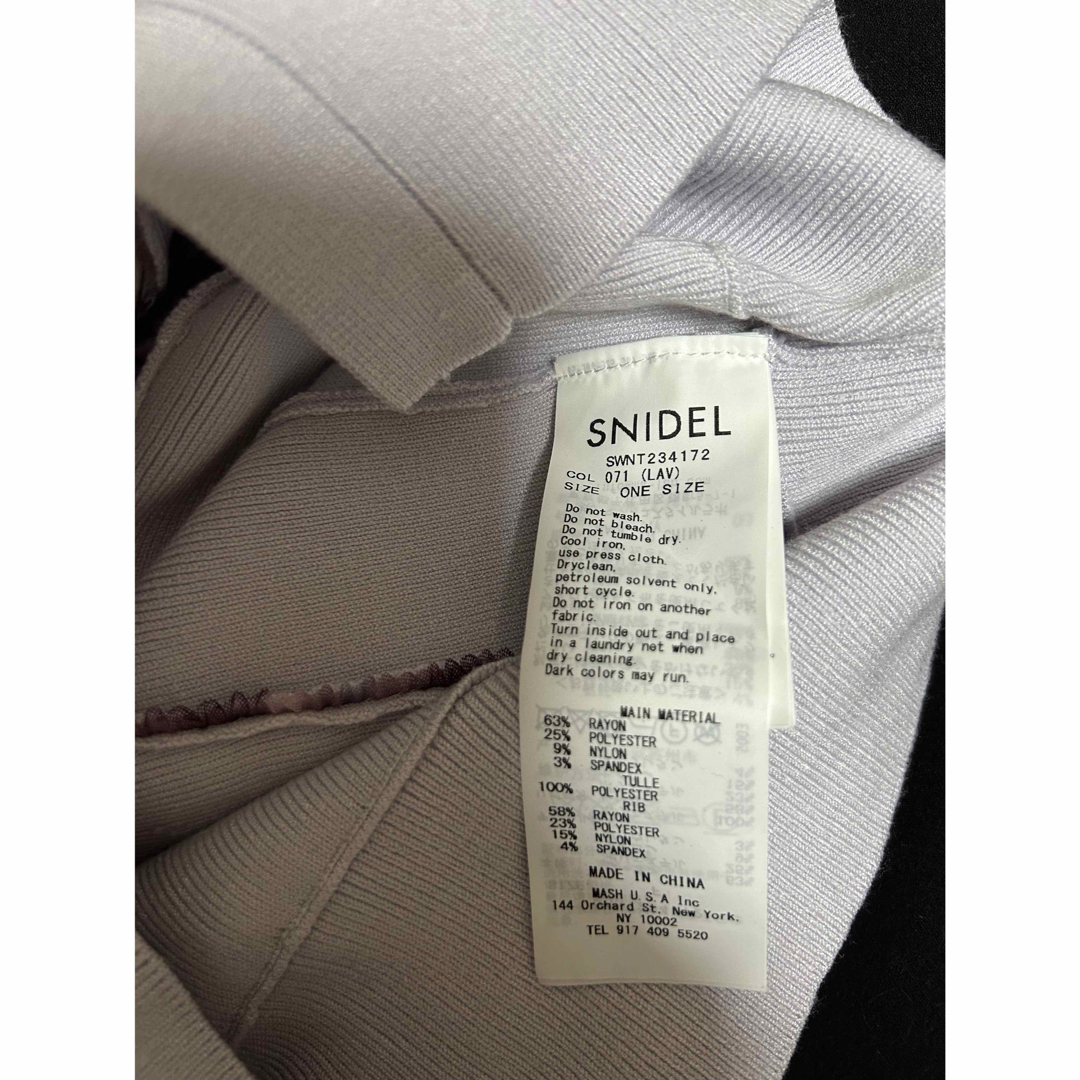 SNIDEL
SWNT234172
COL 071 (LAV)
SIZE ONE SIZE
Do not wash.
Do not bleach.
Do not tumble dry.
Cool iron.
use press cloth.
Dryclean.
petroleum solvent only.
short cycle.
Do not iron on another
fabric.
Turn inside out and place
in a laundry net when
dry cleaning.
Dark colors may run.
MAIN MATERIAL
63% RAYON
25% POLYESTER
9% NYLON
3% SPANDEX
TULLE
100% POLYESTER
RIB
58% RAYON
23% POLYESTER
15% NYLON
4% SPANDEX
MADE IN CHINA
MASH U.S.A Inc
144 Orchard St. New York.
NY 10002
TEL 917 409 5520